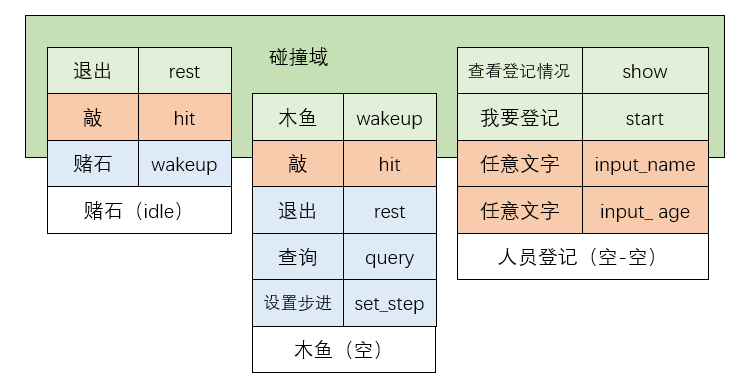 碰撞域
退出 rest
敲 hit
赌石 wakeup
赌石（idle）
木鱼 wakeup
敲 hit
退出 rest
查询 query
设置步进 set_step
木鱼（空）
查看登记情况 show
我要登记 start
任意文字 input_name
任意文字 input_ age
人员登记（空-空）